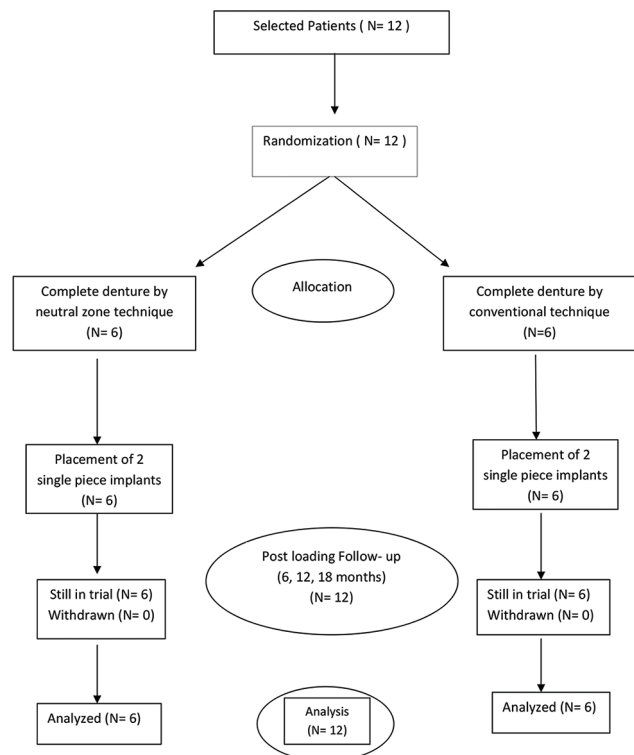 Selected Patients ( N= 12 )
Randomization ( N= 12 )
Allocation
Complete denture by
neutral zone technique
(N= 6)
Complete denture by
conventional technique
(N=6)
Placement of 2
single piece implants
(N= 6)
Placement of 2
single piece implants
(N= 6)
Post loading Follow- up
(6, 12, 18 months)
(N= 12)
Still in trial (N= 6)
Withdrawn (N= 0)
Still in trial (N= 6)
Withdrawn (N= 0)
Analyzed (N= 6)
Analysis
(N= 12)
Analyzed (N= 6)